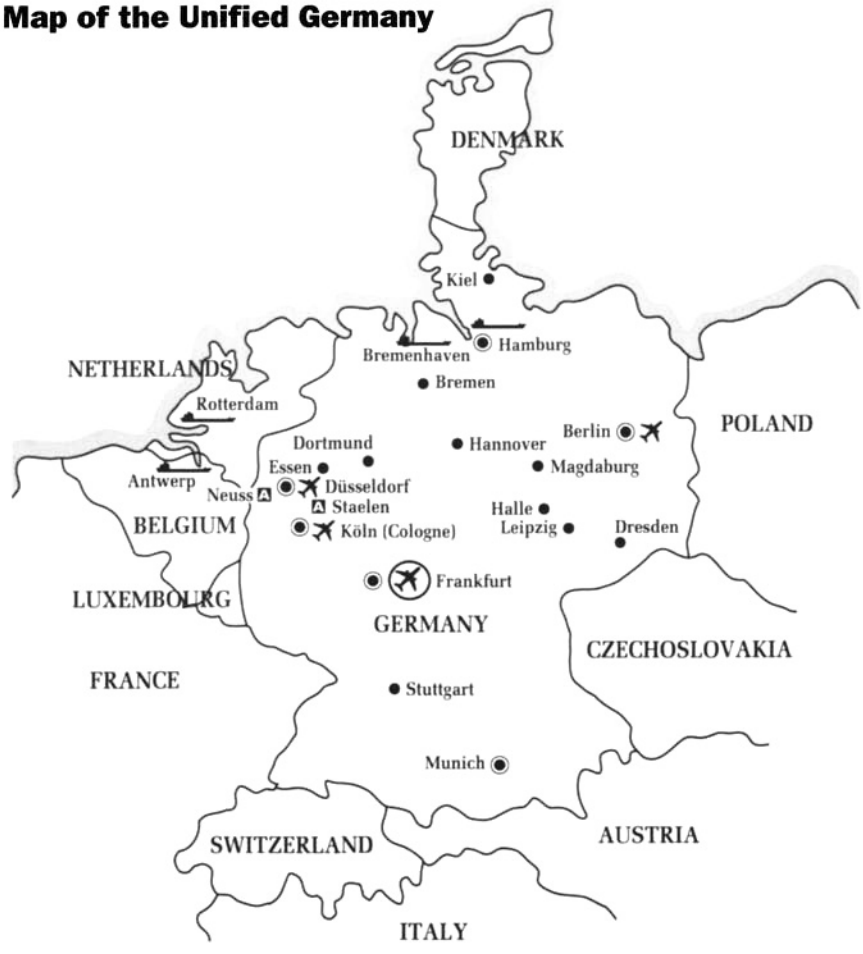 Map of the Unified Germany
DENMARK
Kiel
Bremenhaven
Hamburg
NETHERLANDS
Bremen
Rotterdam
Berlin
POLAND
Dortmund
Hannover
Essen
Magdaburg
Antwerp
Neuss A
Düsseldorf
A Staelen
Halle
BELGIUM
Köln (Cologne)
Leipzig
Dresden
Frankfurt
LUXEMBOURG
GERMANY
CZECHOSLOVAKIA
FRANCE
Stuttgart
Munich
SWITZERLAND
AUSTRIA
ITALY